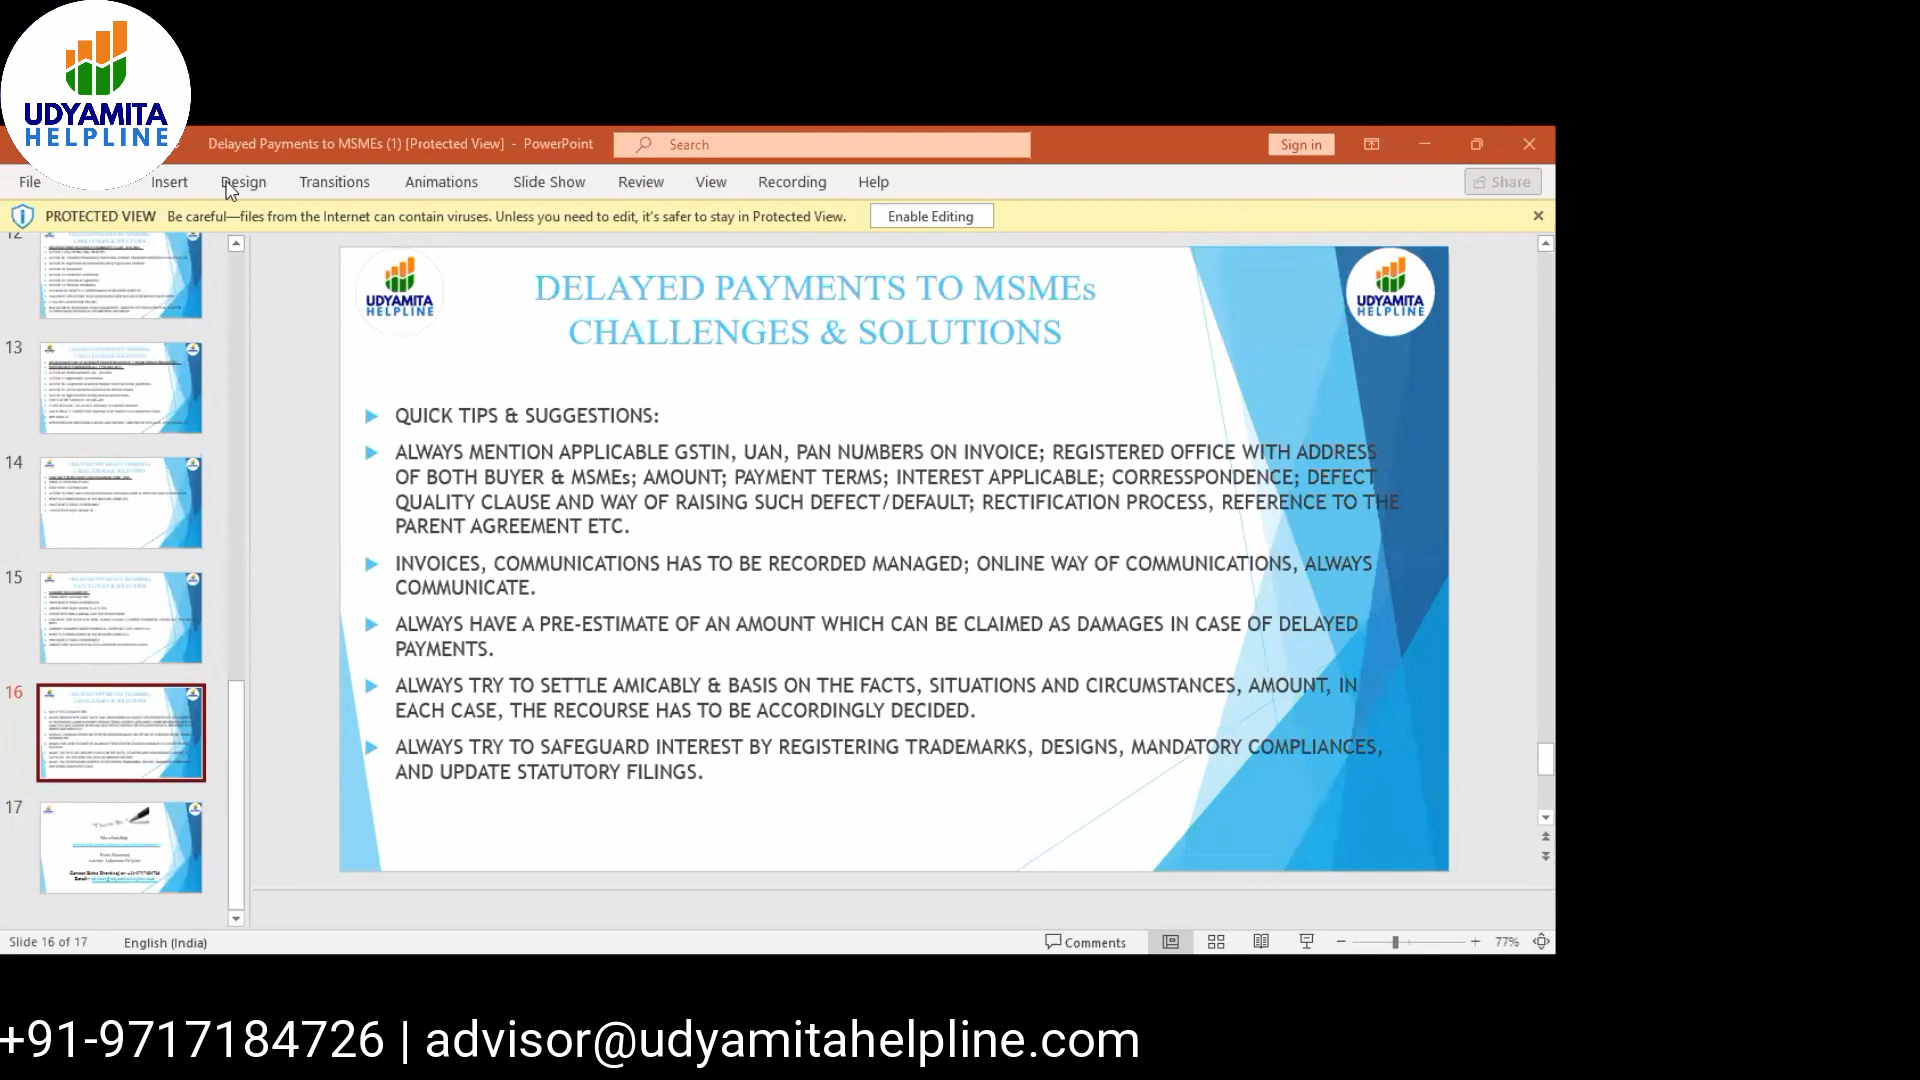 UDYAMITA
HELPLINE
Delayed Payments to MSMEs (1) [Protected View] - PowerPoint
Search
Sign in
File
Insert
Design
Transitions
Animations
Slide Show
Review
View
Recording
Help
Share
PROTECTED VIEW Be careful—files from the Internet can contain viruses. Unless you need to edit, it's safer to stay in Protected View.
Enable Editing
12
13
14
15
16
17
UDYAMITA
HELPLINE
DELAYED PAYMENTS TO MSMEs
CHALLENGES & SOLUTIONS
UDYAMITA
HELPLINE
QUICK TIPS & SUGGESTIONS:
ALWAYS MENTION APPLICABLE GSTIN, UAN, PAN NUMBERS ON INVOICE; REGISTERED OFFICE WITH ADDRESS
OF BOTH BUYER & MSMEs; AMOUNT; PAYMENT TERMS; INTEREST APPLICABLE; CORRESSPONDENCE; DEFECT
QUALITY CLAUSE AND WAY OF RAISING SUCH DEFECT/DEFAULT; RECTIFICATION PROCESS, REFERENCE TO THE
PARENT AGREEMENT ETC.
INVOICES, COMMUNICATIONS HAS TO BE RECORDED MANAGED; ONLINE WAY OF COMMUNICATIONS, ALWAYS
COMMUNICATE.
ALWAYS HAVE A PRE-ESTIMATE OF AN AMOUNT WHICH CAN BE CLAIMED AS DAMAGES IN CASE OF DELAYED
PAYMENTS.
ALWAYS TRY TO SETTLE AMICABLY & BASIS ON THE FACTS, SITUATIONS AND CIRCUMSTANCES, AMOUNT, IN
EACH CASE, THE RECOURSE HAS TO BE ACCORDINGLY DECIDED.
ALWAYS TRY TO SAFEGUARD INTEREST BY REGISTERING TRADEMARKS, DESIGNS, MANDATORY COMPLIANCES,
AND UPDATE STATUTORY FILINGS.
Slide 16 of 17
English (India)
Comments
77%
+91-9717184726 | advisor@udyamitahelpline.com